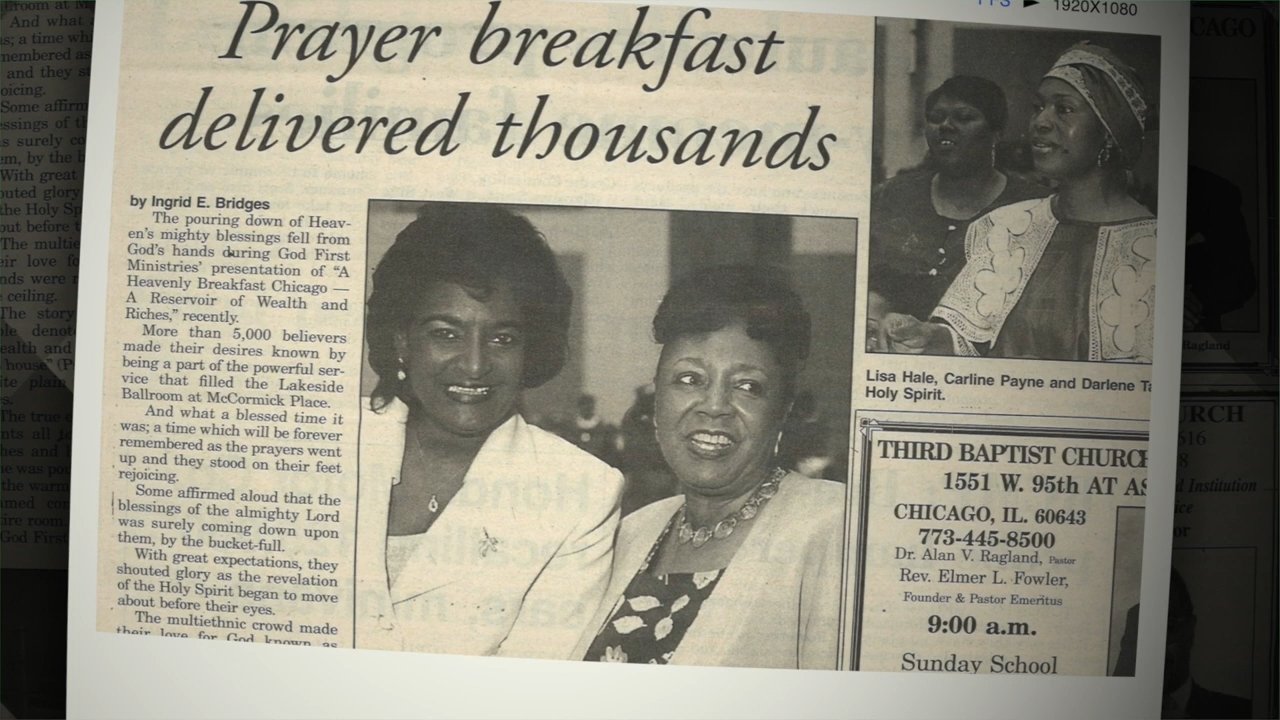 FPS ► 1920X1080
Prayer breakfast
delivered thousands
by Ingrid E. Bridges
The pouring down of Heav-
en's mighty blessings fell from
God's hands during God First
Ministries' presentation of "A
Heavenly Breakfast Chicago —
A Reservoir of Wealth and
Riches," recently.
More than 5,000 believers
made their desires known by
being a part of the powerful ser-
vice that filled the Lakeside
Ballroom at McCormick Place.
And what a blessed time it
was; a time which will be forever
remembered as the prayers went
up and they stood on their feet
rejoicing.
Some affirmed aloud that the
blessings of the almighty Lord
was surely coming down upon
them, by the bucket-full.
With great expectations, they
shouted glory as the revelation
of the Holy Spirit began to move
about before their eyes.
The multiethnic crowd made
their love for God known as
Lisa Hale, Carline Payne and Darlene
Holy Spirit.
THIRD BAPTIST CHURCH
1551 W. 95th AT AS
CHICAGO, IL. 60643
773-445-8500
Dr. Alan V. Ragland, Pastor
Rev. Elmer L. Fowler,
Founder & Pastor Emeritus
9:00 a.m.
Sunday School